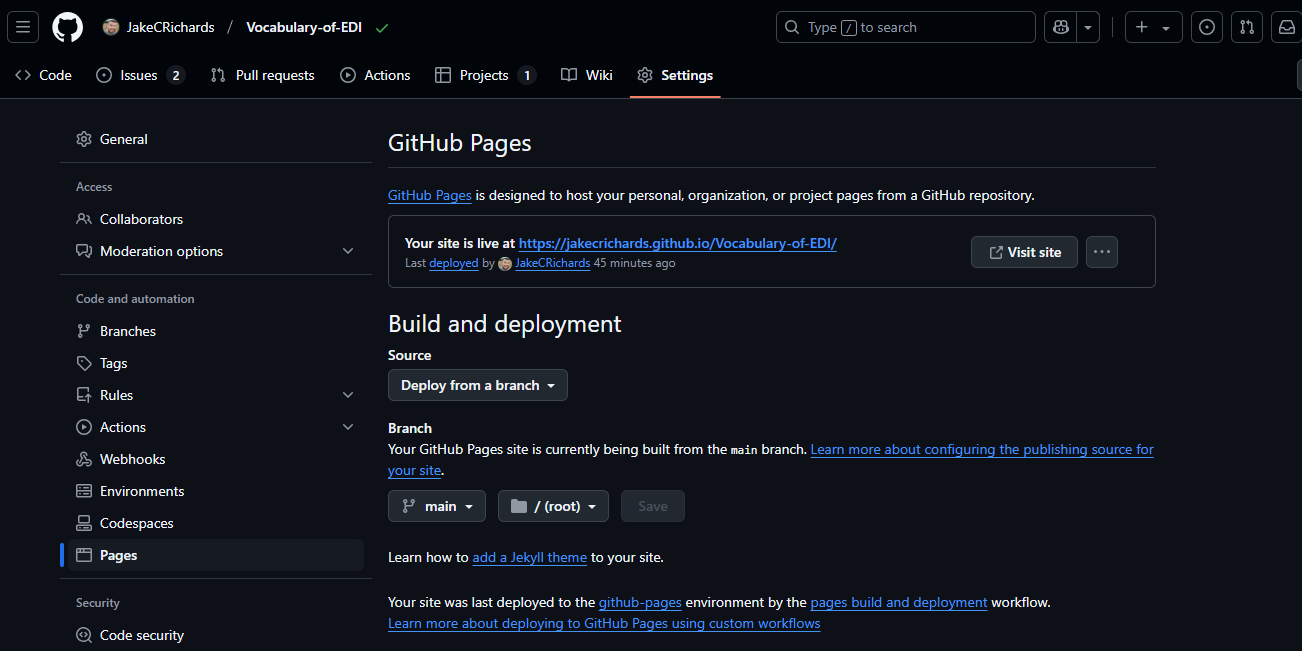 JakeCRichards / Vocabulary-of-EDI
Type / to search
Code
Issues 2
Pull requests
Actions
Projects 1
Wiki
Settings
General
Access
Collaborators
Moderation options
Code and automation
Branches
Tags
Rules
Actions
Webhooks
Environments
Codespaces
Pages
Security
Code security
GitHub Pages
GitHub Pages is designed to host your personal, organization, or project pages from a GitHub repository.
Your site is live at https://jakecrichards.github.io/Vocabulary-of-EDI/
Last deployed by JakeCRichards 45 minutes ago
Visit site
Build and deployment
Source
Deploy from a branch
Branch
Your GitHub Pages site is currently being built from the main branch. Learn more about configuring the publishing source for
your site.
main
/ (root)
Save
Learn how to add a Jekyll theme to your site.
Your site was last deployed to the github-pages environment by the pages build and deployment workflow.
Learn more about deploying to GitHub Pages using custom workflows